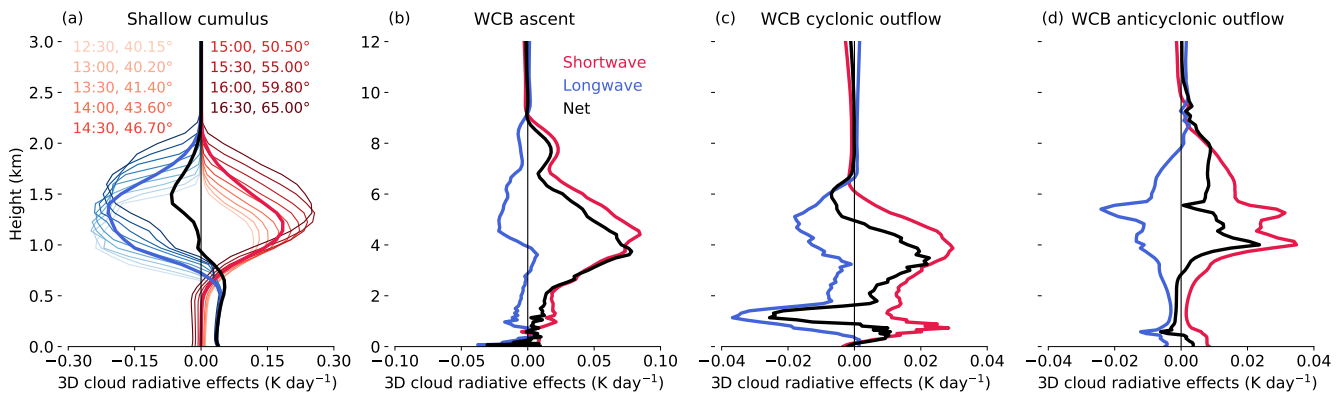 (a) Shallow cumulus
12:30, 40.15° 15:00, 50.50°
13:00, 40.20° 15:30, 55.00°
13:30, 41.40° 16:00, 59.80°
14:00, 43.60° 16:30, 65.00°
14:30, 46.70°
3.0
2.5
2.0
1.5
1.0
0.5
0.0
Height (km)
−0.30 −0.15 0.00 0.15 0.30
3D cloud radiative effects (K day−1)
(b) WCB ascent
Shortwave
Longwave
Net
12
10
8
6
4
2
0
−0.10 −0.05 0.00 0.05 0.10
3D cloud radiative effects (K day−1)
(c) WCB cyclonic outflow
−0.04 −0.02 0.00 0.02 0.04
3D cloud radiative effects (K day−1)
(d) WCB anticyclonic outflow
−0.04 −0.02 0.00 0.02 0.04
3D cloud radiative effects (K day−1)